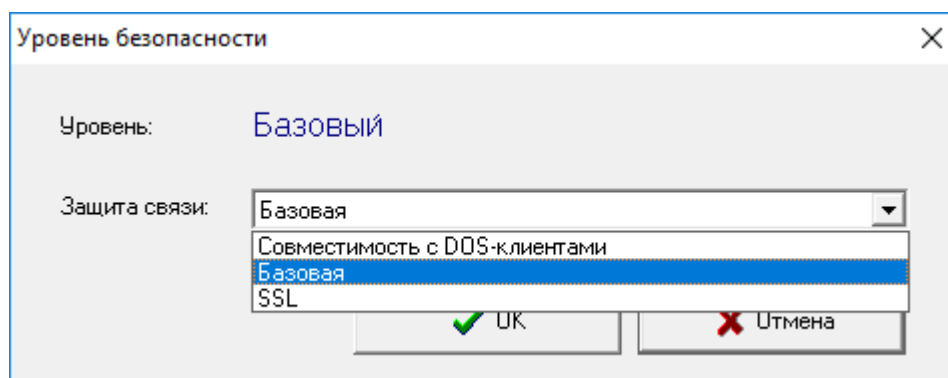 Уровень безопасности
Уровень: Базовый
Защита связи: Базовая
Совместимость с DOS-клиентами
Базовая
SSL
OK Отмена